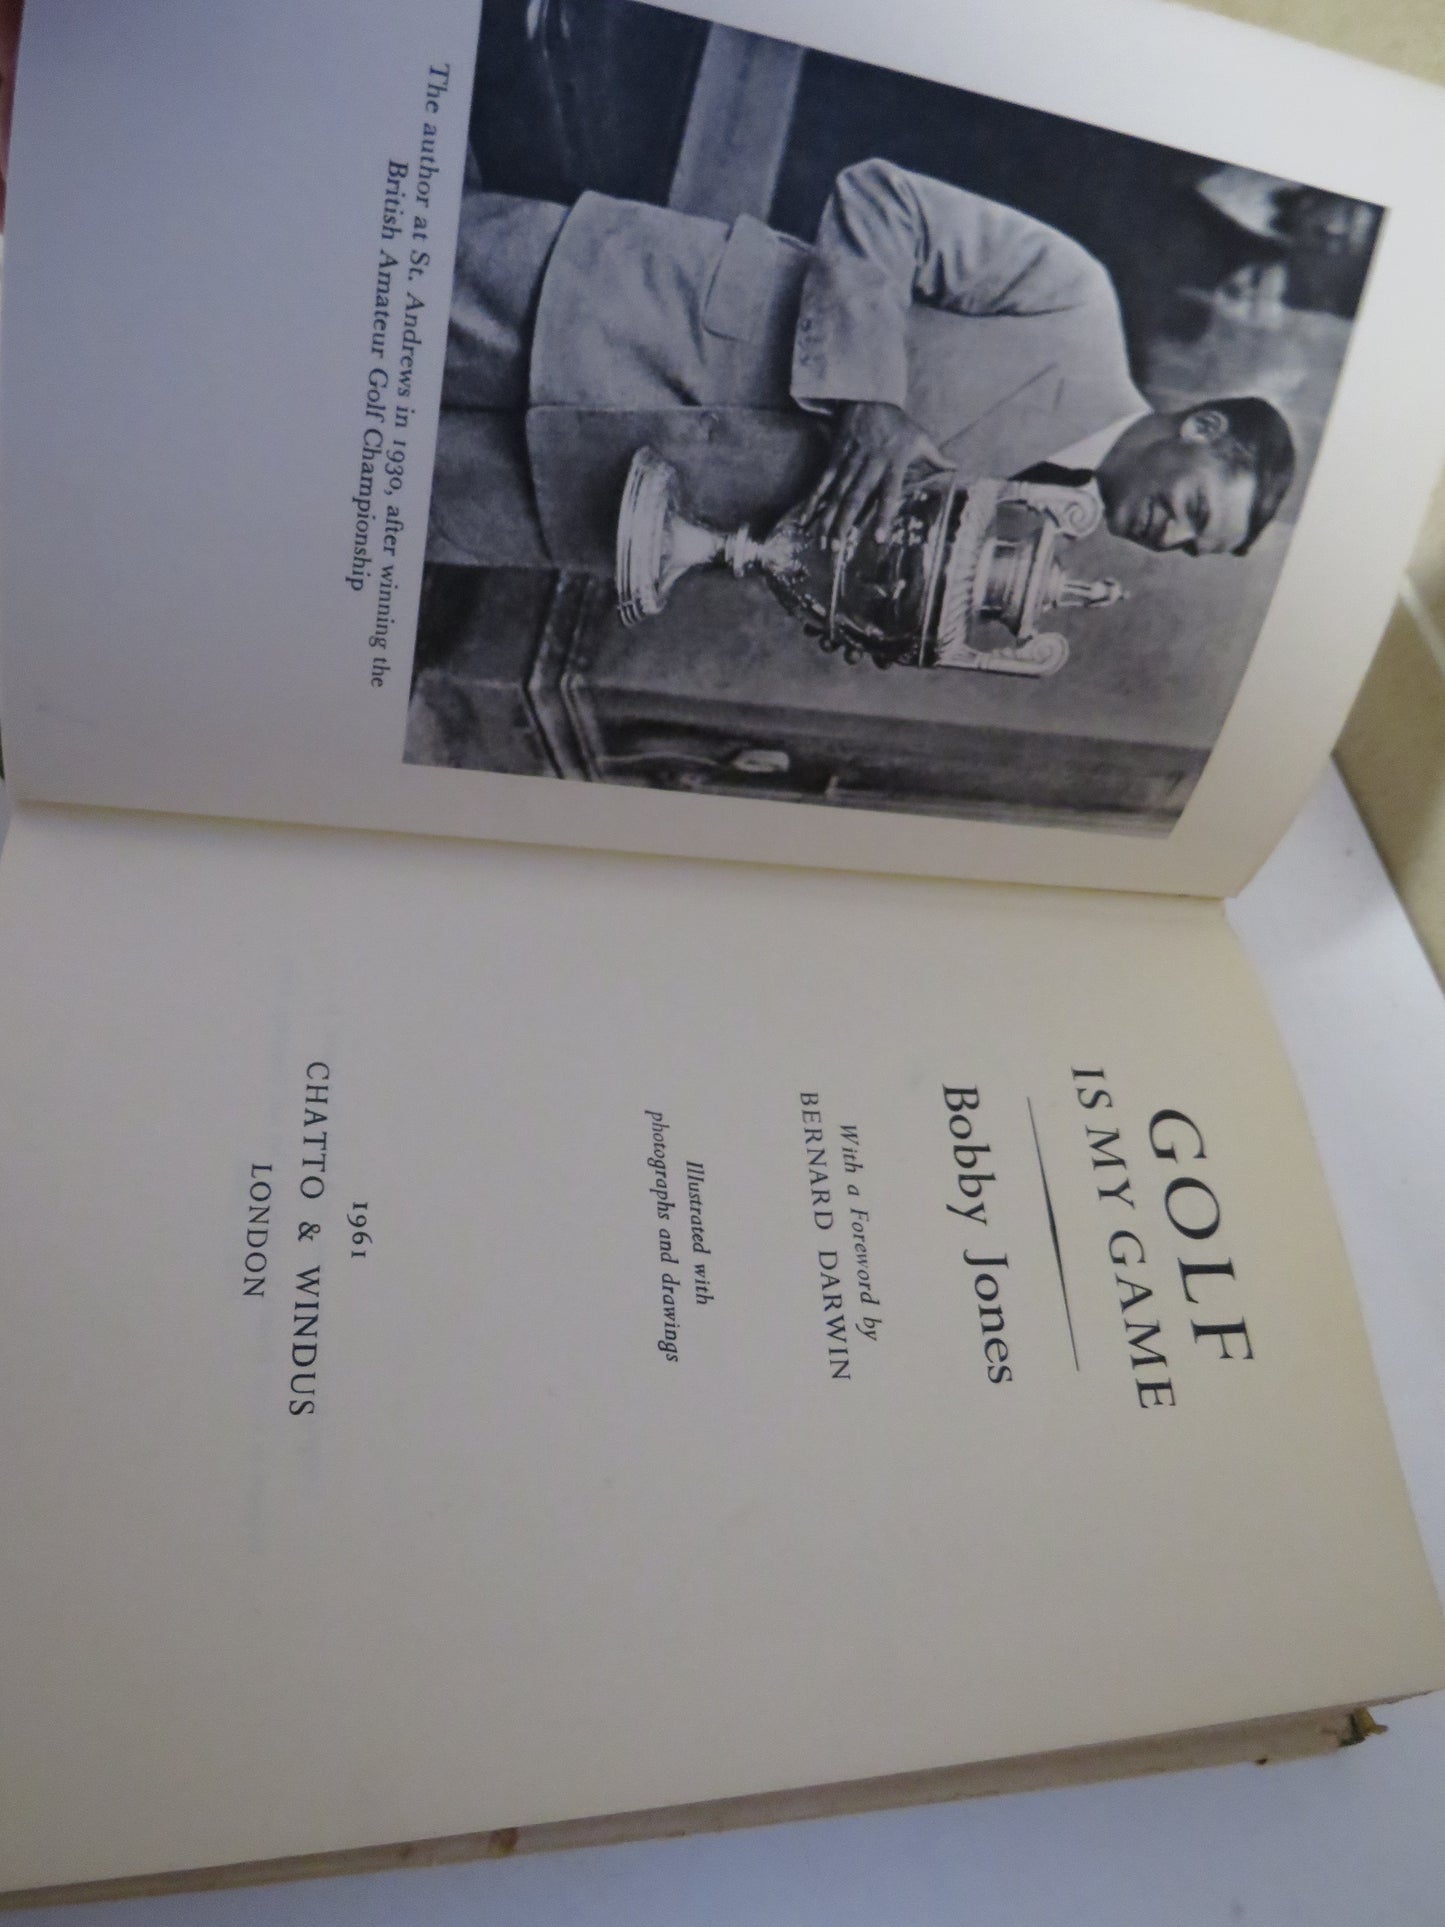 The author at St. Andrews in 1930, after winning the
British Amateur Golf Championship
GOLF
IS MY GAME
Bobby Jones
With a Foreword by
BERNARD DARWIN
Illustrated with
photographs and drawings
1961
CHATTO & WINDUS
LONDON